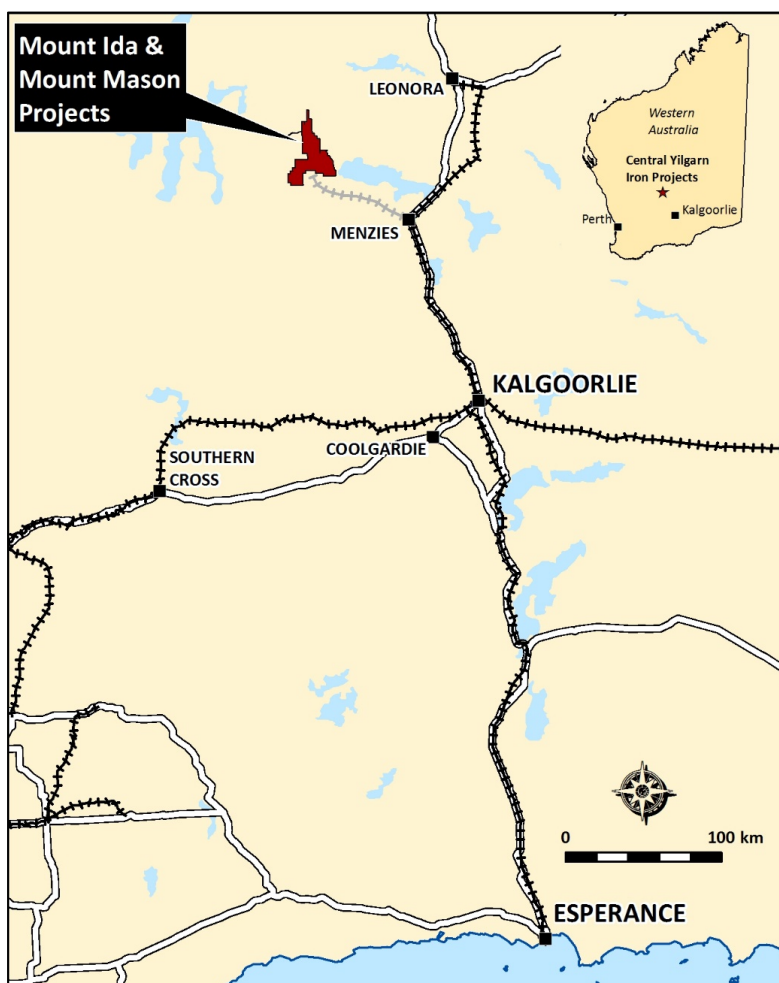 Mount Ida &
Mount Mason
Projects
LEONORA
Western
Australia
Central Yilgarn
Iron Projects
Kalgoorlie
Perth
MENZIES
KALGOORLIE
COOLGARDIE
SOUTHERN
CROSS
0
100 km
ESPERANCE